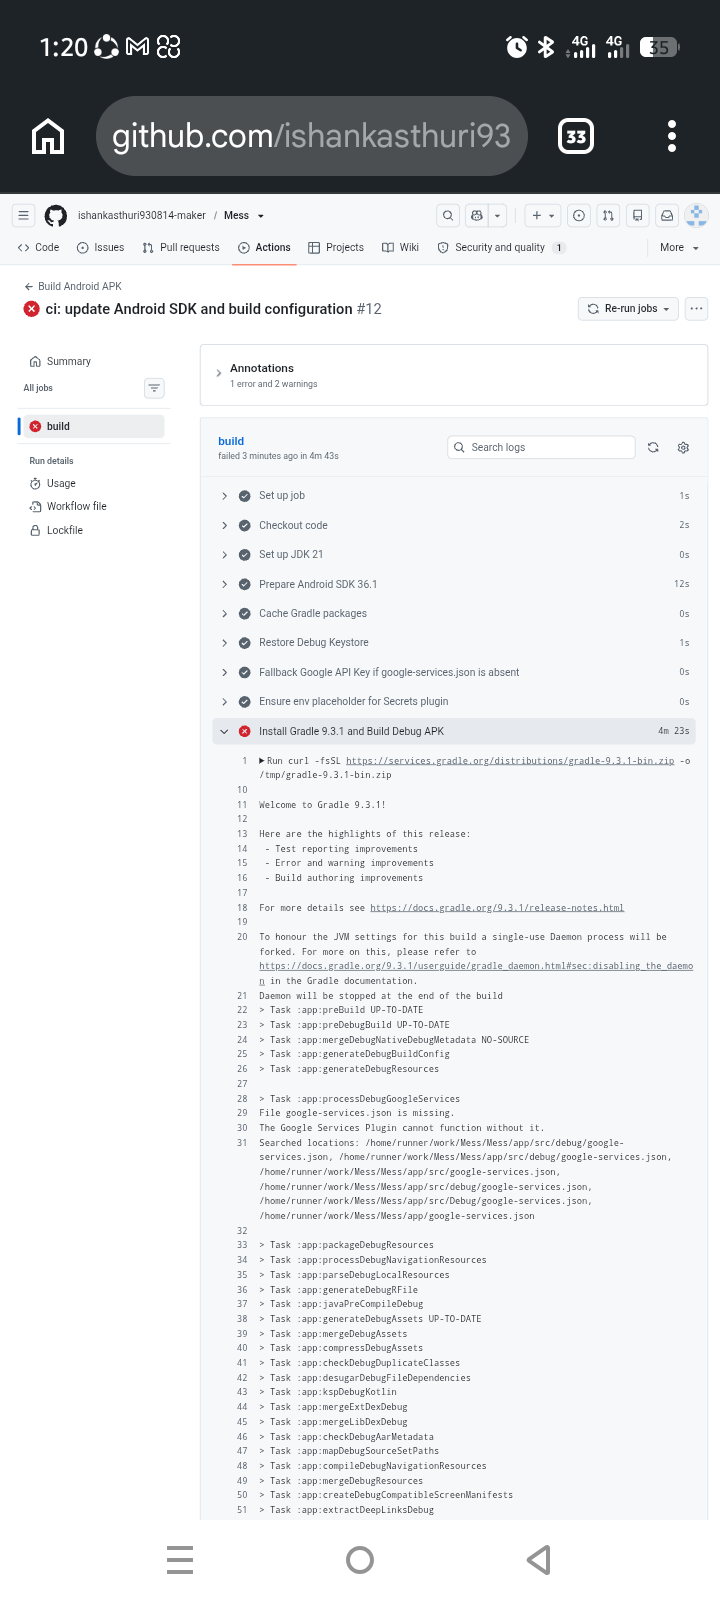 1:20
4G 4G 35
github.com/ishankasthuri93
33
ishankasthuri930814-maker / Mess
Code Issues Pull requests Actions Projects Wiki Security and quality 1 More
Build Android APK
ci: update Android SDK and build configuration #12
Re-run jobs
Summary
All jobs
build
Run details
Usage
Workflow file
Lockfile
Annotations
1 error and 2 warnings
build
failed 3 minutes ago in 4m 43s
Search logs
Set up job 1s
Checkout code 2s
Set up JDK 21 0s
Prepare Android SDK 36.1 12s
Cache Gradle packages 0s
Restore Debug Keystore 1s
Fallback Google API Key if google-services.json is absent 0s
Ensure env placeholder for Secrets plugin 0s
Install Gradle 9.3.1 and Build Debug APK 4m 23s
1 Run curl -fsSL https://services.gradle.org/distributions/gradle-9.3.1-bin.zip -o
/tmp/gradle-9.3.1-bin.zip
10
11 Welcome to Gradle 9.3.1!
12
13 Here are the highlights of this release:
14 - Test reporting improvements
15 - Error and warning improvements
16 - Build authoring improvements
17
18 For more details see https://docs.gradle.org/9.3.1/release-notes.html
19
20 To honour the JVM settings for this build a single-use Daemon process will be
forked. For more on this, please refer to
https://docs.gradle.org/9.3.1/userguide/gradle_daemon.html#sec:disabling_the_daemo
n in the Gradle documentation.
21 Daemon will be stopped at the end of the build
22 > Task :app:preBuild UP-TO-DATE
23 > Task :app:preDebugBuild UP-TO-DATE
24 > Task :app:mergeDebugNativeDebugMetadata NO-SOURCE
25 > Task :app:generateDebugBuildConfig
26 > Task :app:generateDebugResources
27
28 > Task :app:processDebugGoogleServices
29 File google-services.json is missing.
30 The Google Services Plugin cannot function without it.
31 Searched locations: /home/runner/work/Mess/Mess/app/src/debug/google-
services.json, /home/runner/work/Mess/Mess/app/src/debug/google-services.json,
/home/runner/work/Mess/Mess/app/src/google-services.json,
/home/runner/work/Mess/Mess/app/src/debug/google-services.json,
/home/runner/work/Mess/Mess/app/src/Debug/google-services.json,
/home/runner/work/Mess/Mess/app/google-services.json
32
33 > Task :app:packageDebugResources
34 > Task :app:processDebugNavigationResources
35 > Task :app:parseDebugLocalResources
36 > Task :app:generateDebugRFile
37 > Task :app:javaPreCompileDebug
38 > Task :app:generateDebugAssets UP-TO-DATE
39 > Task :app:mergeDebugAssets
40 > Task :app:compressDebugAssets
41 > Task :app:checkDebugDuplicateClasses
42 > Task :app:desugarDebugFileDependencies
43 > Task :app:kspDebugKotlin
44 > Task :app:mergeExtDexDebug
45 > Task :app:mergeLibDexDebug
46 > Task :app:checkDebugAarMetadata
47 > Task :app:mapDebugSourceSetPaths
48 > Task :app:compileDebugNavigationResources
49 > Task :app:mergeDebugResources
50 > Task :app:createDebugCompatibleScreenManifests
51 > Task :app:extractDeepLinksDebug